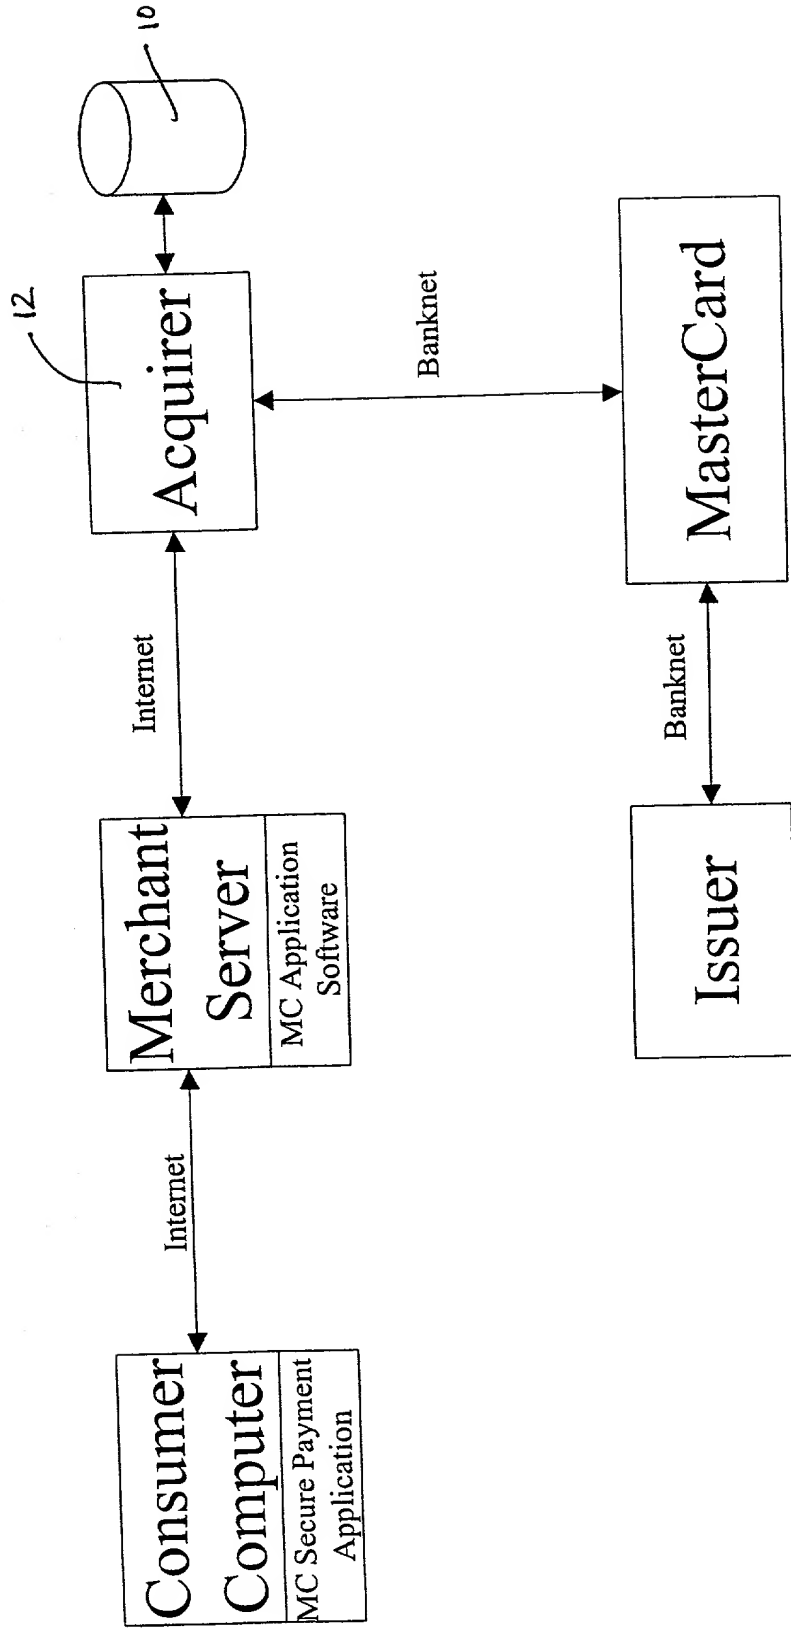 Consumer
Computer
MC Secure Payment
Application
Internet
Merchant
Server
MC Application
Software
Internet
12
Acquirer
10
Banknet
Issuer
Banknet
MasterCard